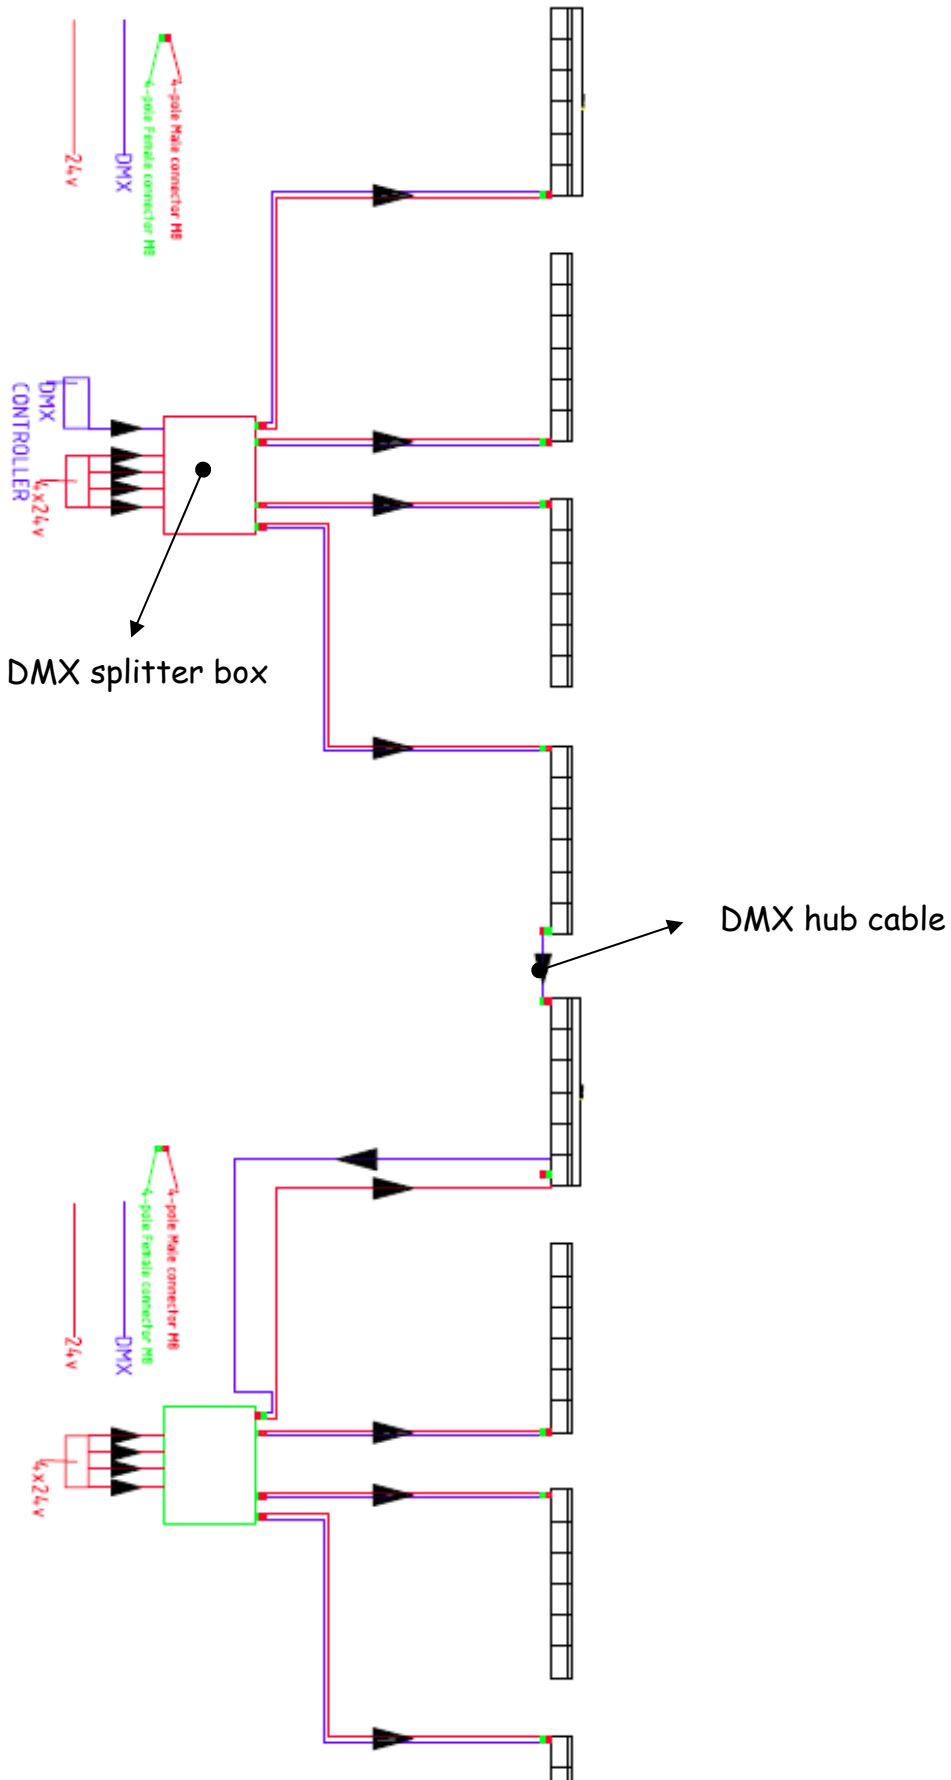 4-pole Male connector M8
4-pole Female connector M8
DMX
24v
DMX
CONTROLLER
4x24v
DMX splitter box
DMX hub cable
4-pole Male connector M8
4-pole Female connector M8
DMX
24v
4x24v